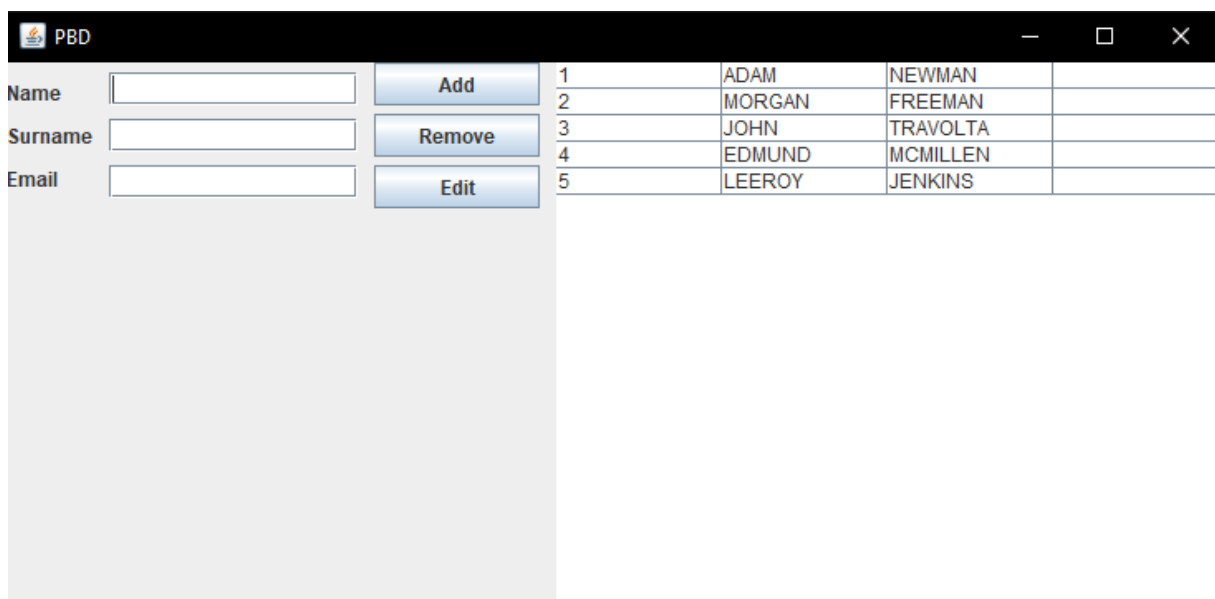 PBD
Name
Add
Surname
Remove
Email
Edit
1 ADAM NEWMAN
2 MORGAN FREEMAN
3 JOHN TRAVOLTA
4 EDMUND MCMILLEN
5 LEEROY JENKINS